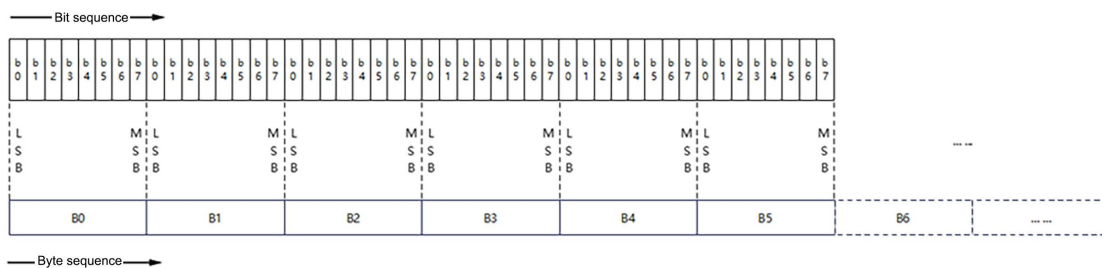 Bit sequence
b0 b1 b2 b3 b4 b5 b6 b7 b0 b1 b2 b3 b4 b5 b6 b7 b0 b1 b2 b3 b4 b5 b6 b7 b0 b1 b2 b3 b4 b5 b6 b7 b0 b1 b2 b3 b4 b5 b6 b7 b0 b1 b2 b3 b4 b5 b6 b7
LSB MSB LSB MSB LSB MSB LSB MSB LSB MSB LSB MSB ... ...
B0 B1 B2 B3 B4 B5 B6 ... ...
Byte sequence